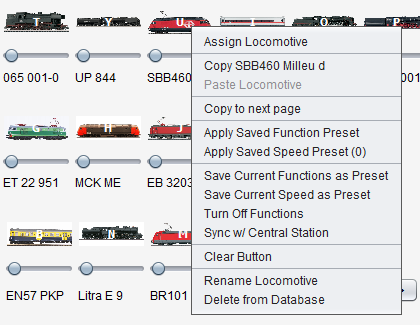 T Y U I O P
Assign Locomotive
065 001-0 UP 844 SBB460 001
Copy SBB460 Milleu d
Paste Locomotive
Copy to next page
G H J
Apply Saved Function Preset
Apply Saved Speed Preset (0)
ET 22 951 MCK ME EB 3203
Save Current Functions as Preset
Save Current Speed as Preset
Turn Off Functions
Sync w/ Central Station
B M
Clear Button
EN57 PKP Litra E 9 BR101
Rename Locomotive
Delete from Database